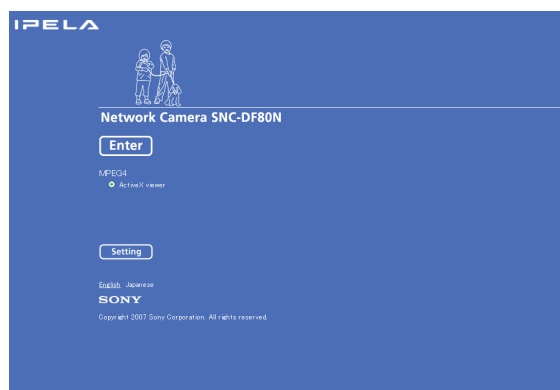 IPELA
Network Camera SNC-DF80N
Enter
MPEG4
ActiveX viewer
Setting
English Japanese
SONY
Copyright 2007 Sony Corporation. All rights reserved.